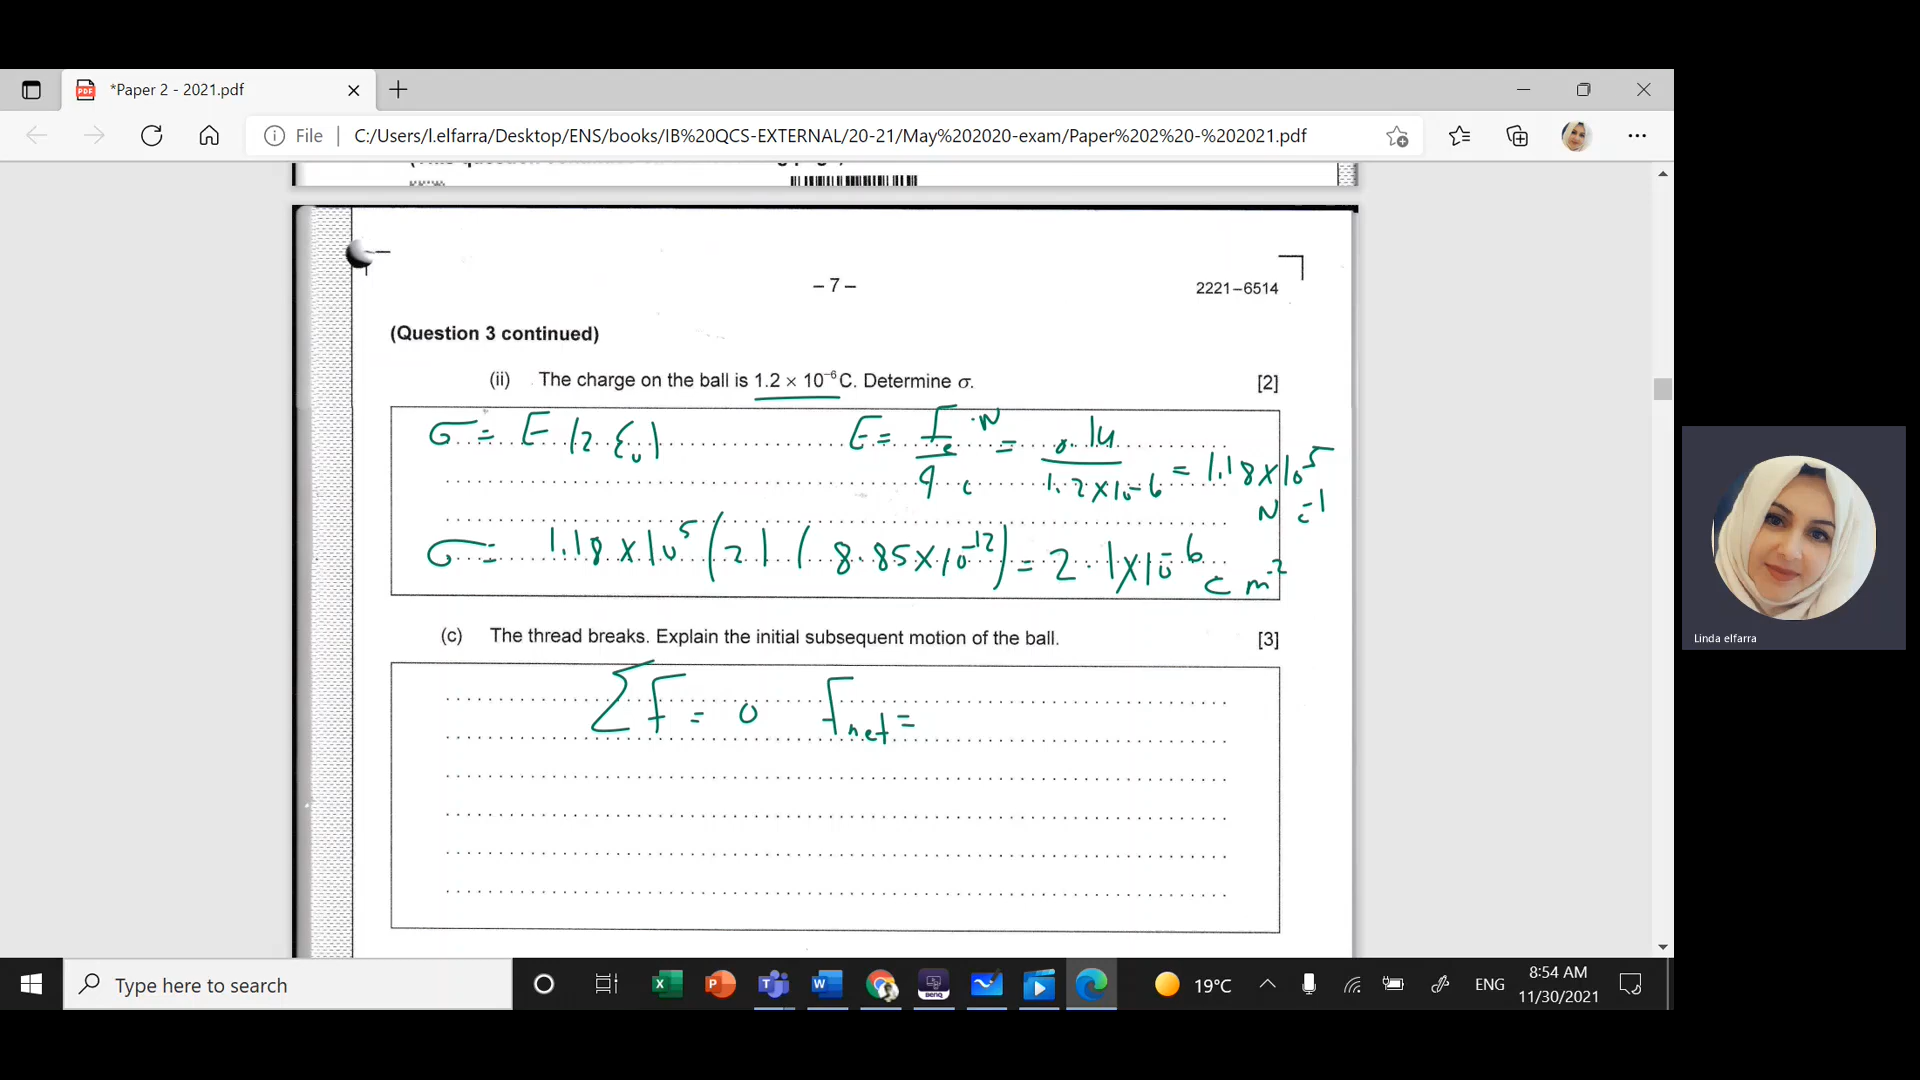 *Paper 2 - 2021.pdf
File | C:/Users/l.elfarra/Desktop/ENS/books/IB%20QCS-EXTERNAL/20-21/May%202020-exam/Paper%202%20-%202021.pdf
– 7 –
2221–6514
(Question 3 continued)
(ii) The charge on the ball is 1.2 × 10⁻⁶ C. Determine σ. [2]
σ = E (2 ε₀) E = Fe N / q C = 0.14 / 1.2 × 10⁻⁶ = 1.18 × 10⁵ N C⁻¹
σ = 1.18 × 10⁵ (2) (8.85 × 10⁻¹²) = 2.1 × 10⁻⁶ C m⁻²
(c) The thread breaks. Explain the initial subsequent motion of the ball. [3]
ΣF = 0 Fnet =
Linda elfarra
Type here to search
19°C
ENG
8:54 AM
11/30/2021